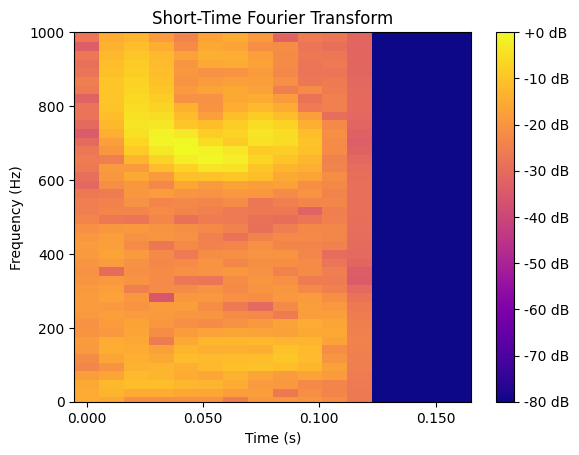 Short-Time Fourier Transform
Frequency (Hz)
1000
800
600
400
200
0
0.000
0.050
0.100
0.150
Time (s)
+0 dB
-10 dB
-20 dB
-30 dB
-40 dB
-50 dB
-60 dB
-70 dB
-80 dB